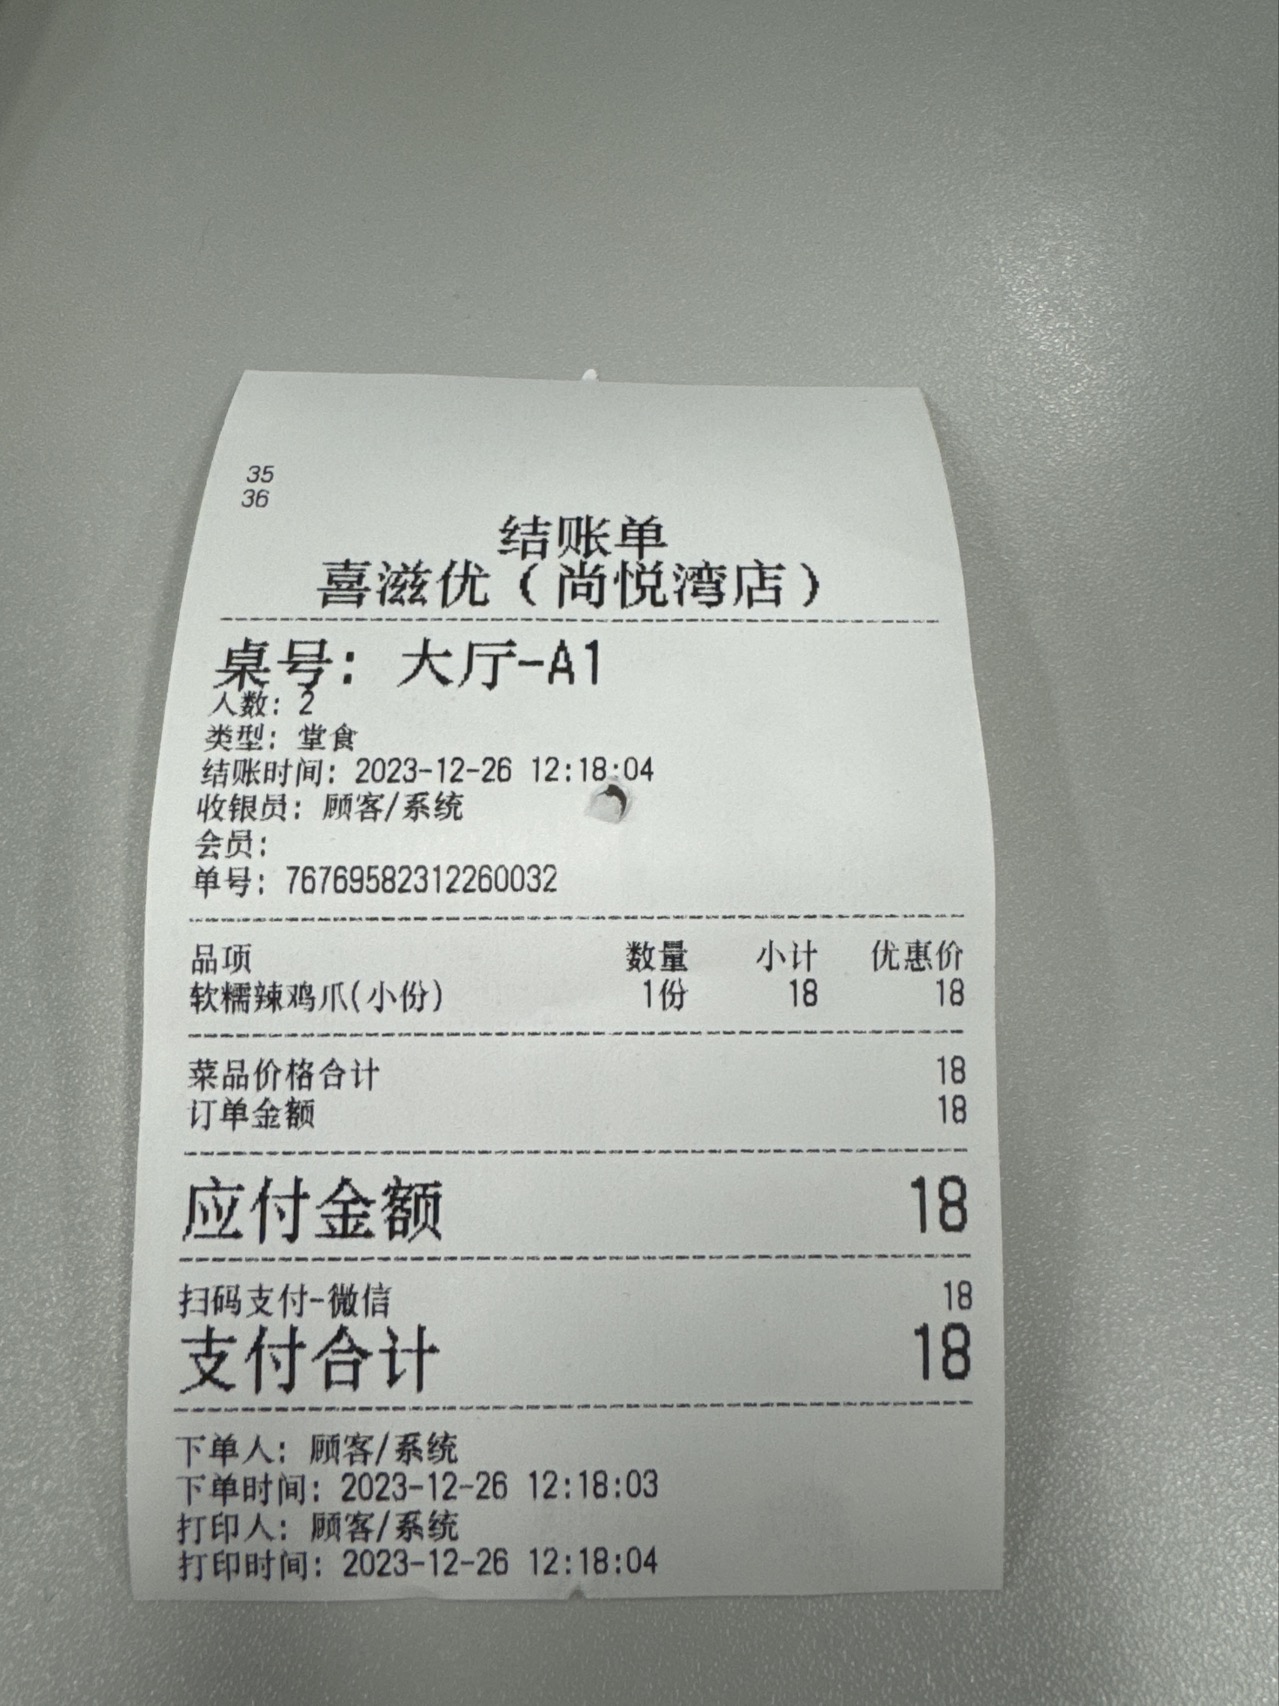 35
36
结账单
喜滋优（尚悦湾店）
桌号：大厅-A1
人数：2
类型：堂食
结账时间：2023-12-26 12:18:04
收银员：顾客/系统
会员：
单号：76769582312260032
品项 数量 小计 优惠价
软糯辣鸡爪(小份) 1份 18 18
菜品价格合计 18
订单金额 18
应付金额 18
扫码支付-微信 18
支付合计 18
下单人：顾客/系统
下单时间：2023-12-26 12:18:03
打印人：顾客/系统
打印时间：2023-12-26 12:18:04